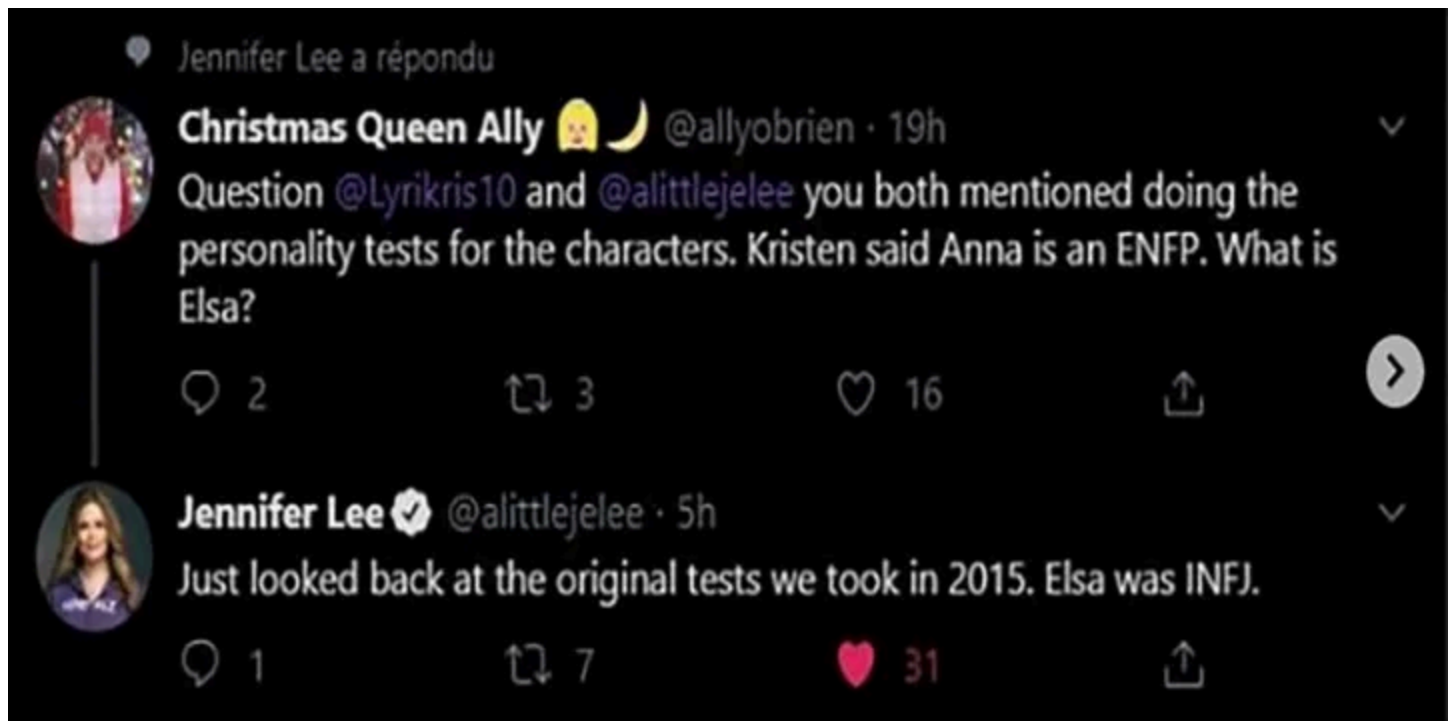 Jennifer Lee a répondu
Christmas Queen Ally 👱‍♀️🌙 @allyobrien · 19h
Question @Lyrikris10 and @alittlejelee you both mentioned doing the
personality tests for the characters. Kristen said Anna is an ENFP. What is
Elsa?
2 3 16
Jennifer Lee @alittlejelee · 5h
Just looked back at the original tests we took in 2015. Elsa was INFJ.
1 7 31